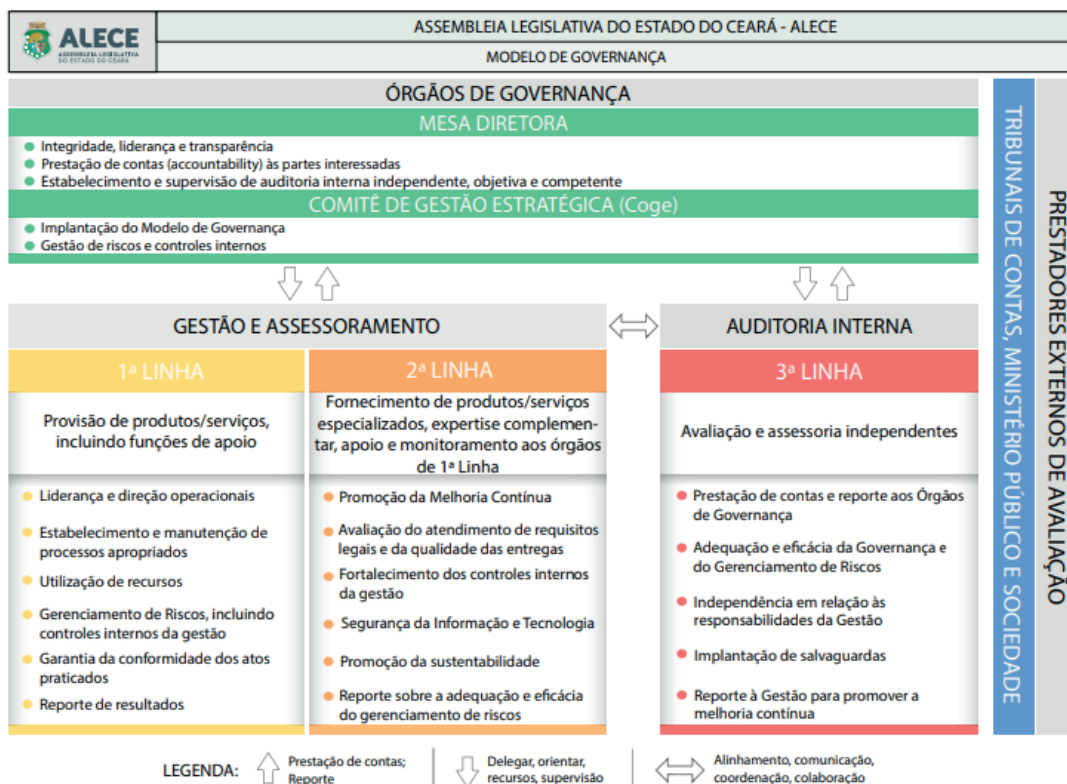 ALECE
ASSEMBLEIA LEGISLATIVA
DO ESTADO DO CEARÁ
ASSEMBLEIA LEGISLATIVA DO ESTADO DO CEARÁ - ALECE
MODELO DE GOVERNANÇA
ÓRGÃOS DE GOVERNANÇA
MESA DIRETORA
Integridade, liderança e transparência
Prestação de contas (accountability) às partes interessadas
Estabelecimento e supervisão de auditoria interna independente, objetiva e competente
COMITÊ DE GESTÃO ESTRATÉGICA (Coge)
Implantação do Modelo de Governança
Gestão de riscos e controles internos
GESTÃO E ASSESSORAMENTO
1ª LINHA
Provisão de produtos/serviços,
incluindo funções de apoio
Liderança e direção operacionais
Estabelecimento e manutenção de
processos apropriados
Utilização de recursos
Gerenciamento de Riscos, incluindo
controles internos da gestão
Garantia da conformidade dos atos
praticados
Reporte de resultados
2ª LINHA
Fornecimento de produtos/serviços
especializados, expertise complemen-
tar, apoio e monitoramento aos órgãos
de 1ª Linha
Promoção da Melhoria Contínua
Avaliação do atendimento de requisitos
legais e da qualidade das entregas
Fortalecimento dos controles internos
da gestão
Segurança da Informação e Tecnologia
Promoção da sustentabilidade
Reporte sobre a adequação e eficácia
do gerenciamento de riscos
AUDITORIA INTERNA
3ª LINHA
Avaliação e assessoria independentes
Prestação de contas e reporte aos Órgãos
de Governança
Adequação e eficácia da Governança e
do Gerenciamento de Riscos
Independência em relação às
responsabilidades da Gestão
Implantação de salvaguardas
Reporte à Gestão para promover a
melhoria contínua
TRIBUNAIS DE CONTAS, MINISTÉRIO PÚBLICO E SOCIEDADE
PRESTADORES EXTERNOS DE AVALIAÇÃO
LEGENDA:
Prestação de contas;
Reporte
Delegar, orientar,
recursos, supervisão
Alinhamento, comunicação,
coordenação, colaboração